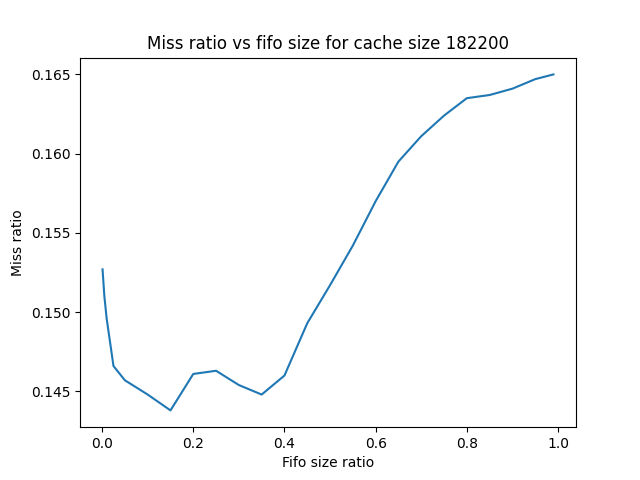 Miss ratio vs fifo size for cache size 182200
0.165
0.160
0.155
0.150
0.145
Miss ratio
0.0 0.2 0.4 0.6 0.8 1.0
Fifo size ratio